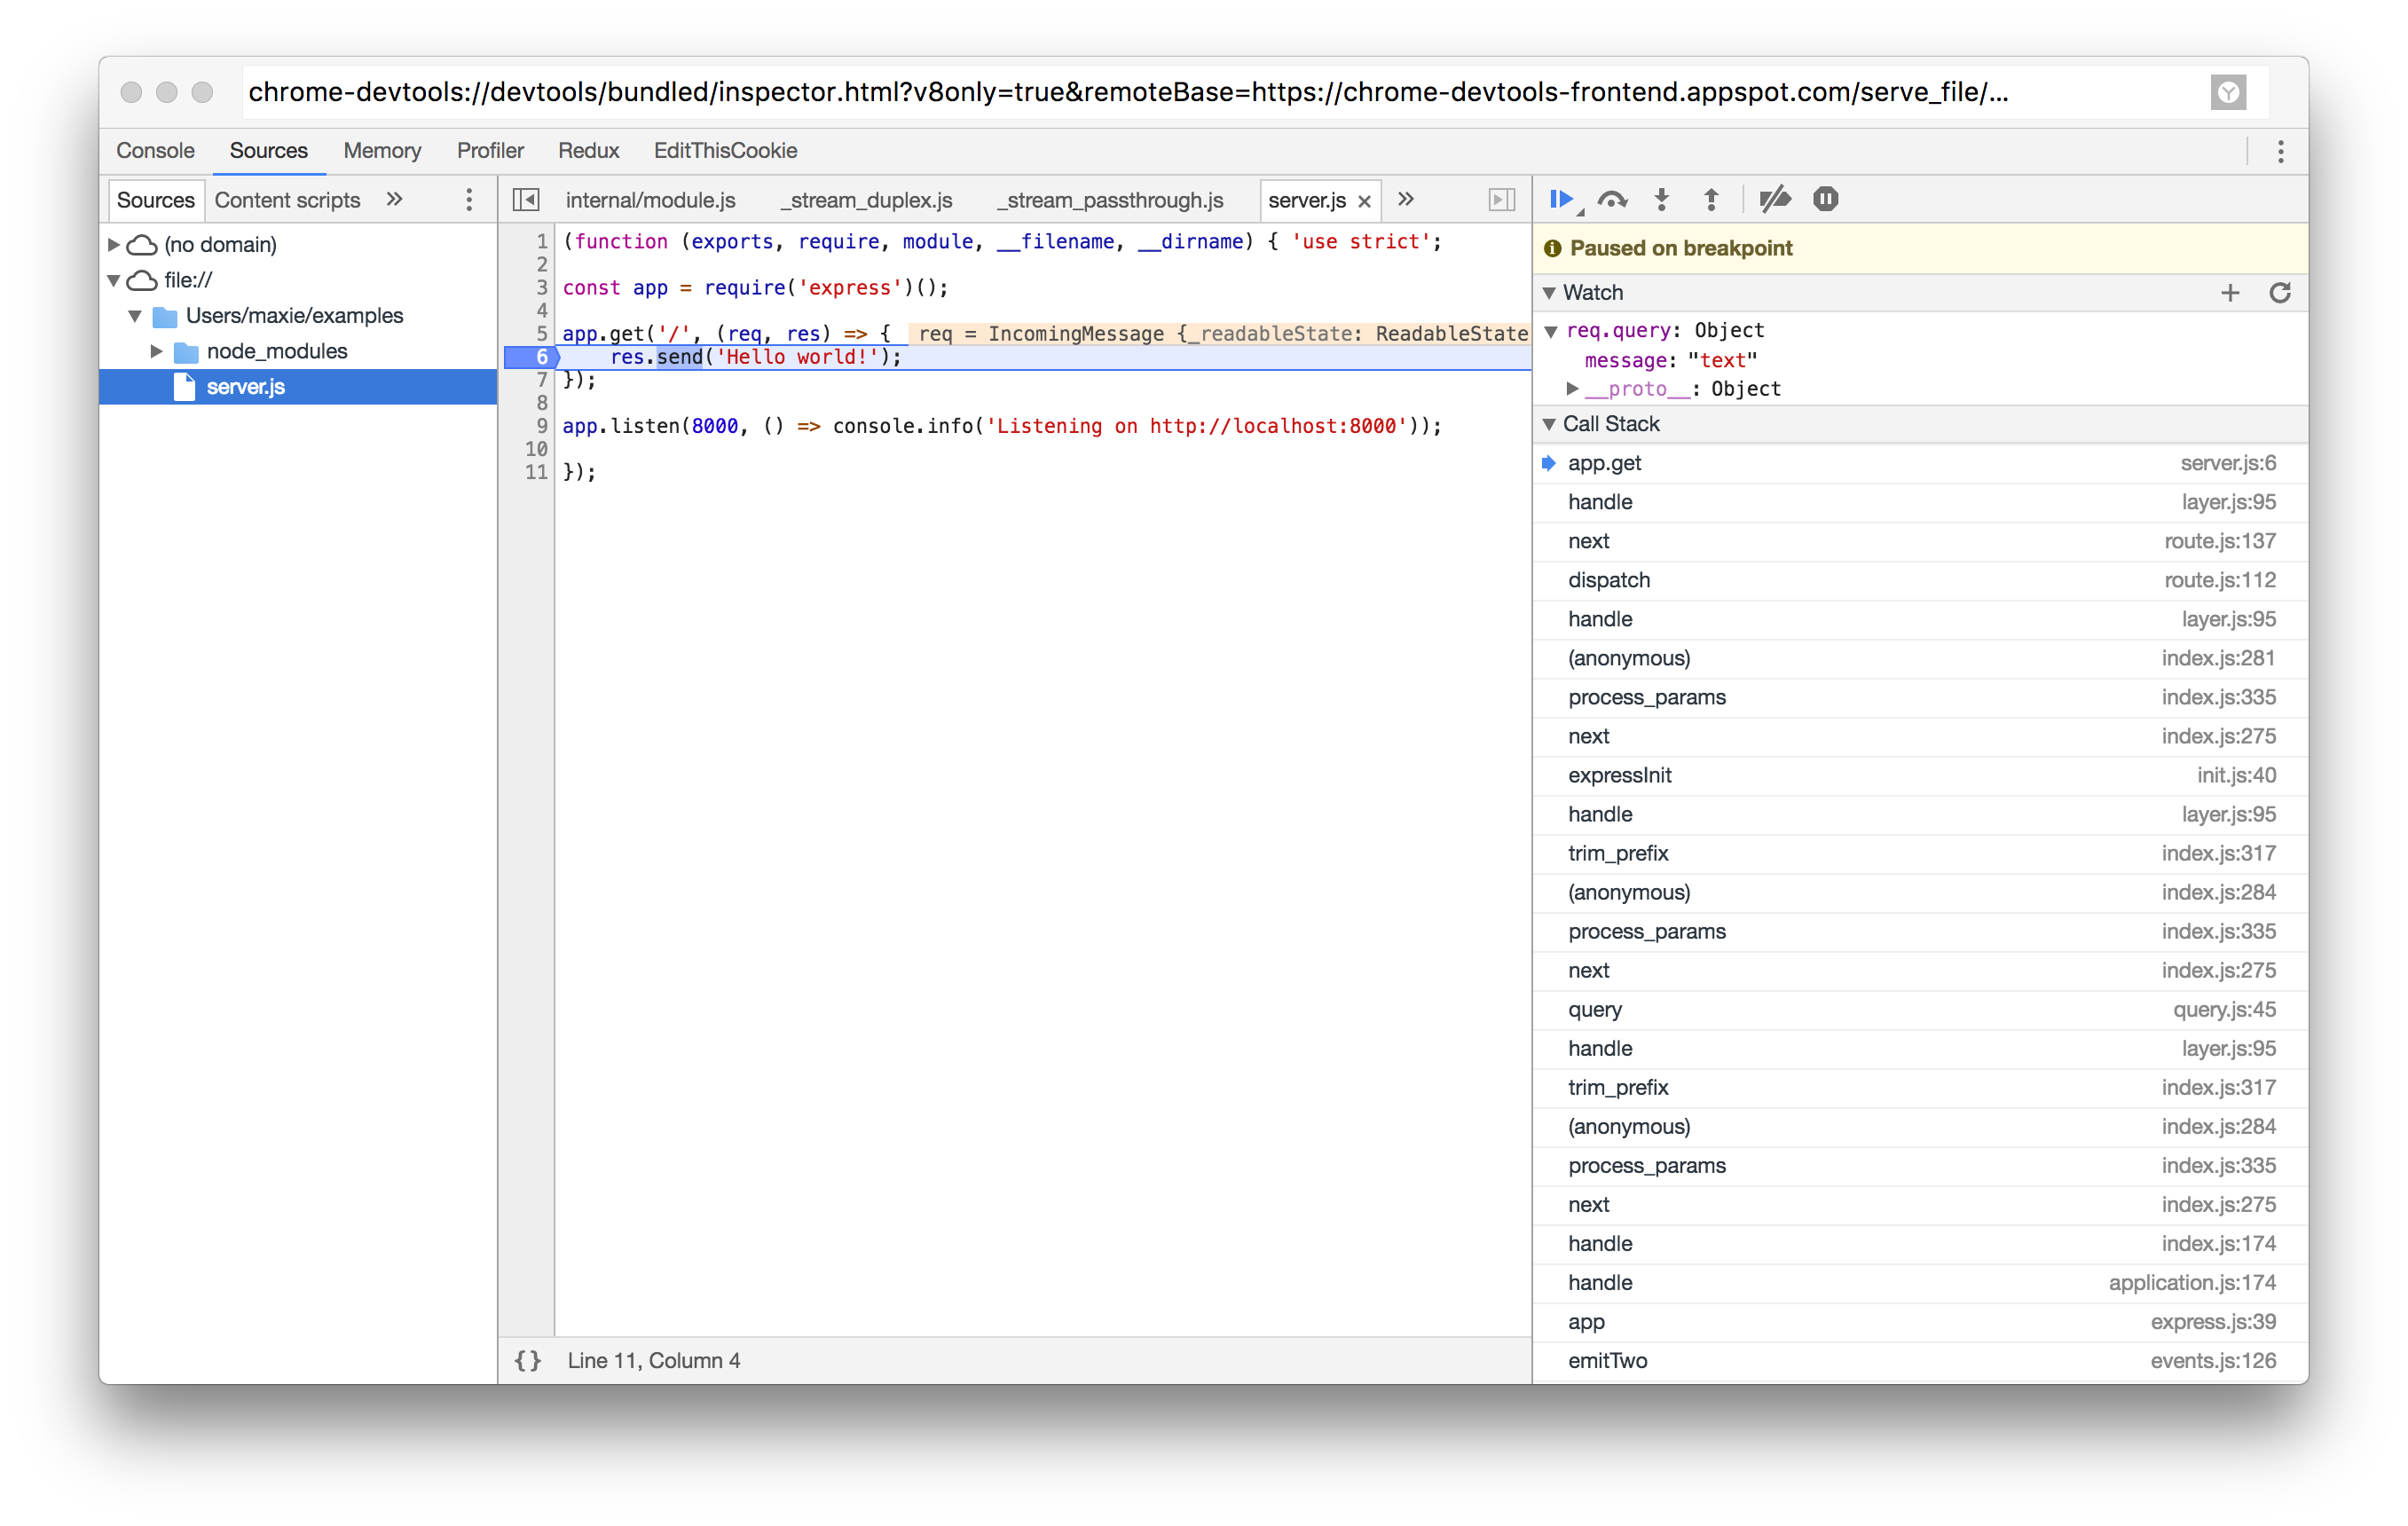 chrome-devtools://devtools/bundled/inspector.html?v8only=true&remoteBase=https://chrome-devtools-frontend.appspot.com/serve_file/...
Console Sources Memory Profiler Redux EditThisCookie
Sources Content scripts »
(no domain)
file://
Users/maxie/examples
node_modules
server.js
internal/module.js _stream_duplex.js _stream_passthrough.js server.js × »
1 (function (exports, require, module, __filename, __dirname) { 'use strict';
2
3 const app = require('express')();
4
5 app.get('/', (req, res) => { req = IncomingMessage {_readableState: ReadableState
6 res.send('Hello world!');
7 });
8
9 app.listen(8000, () => console.info('Listening on http://localhost:8000'));
10
11 });
{} Line 11, Column 4
Paused on breakpoint
Watch
req.query: Object
message: "text"
__proto__: Object
Call Stack
app.get server.js:6
handle layer.js:95
next route.js:137
dispatch route.js:112
handle layer.js:95
(anonymous) index.js:281
process_params index.js:335
next index.js:275
expressInit init.js:40
handle layer.js:95
trim_prefix index.js:317
(anonymous) index.js:284
process_params index.js:335
next index.js:275
query query.js:45
handle layer.js:95
trim_prefix index.js:317
(anonymous) index.js:284
process_params index.js:335
next index.js:275
handle index.js:174
handle application.js:174
app express.js:39
emitTwo events.js:126